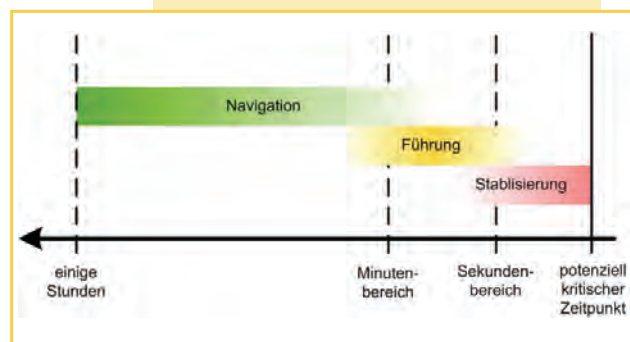 Navigation
Führung
Stablisierung
einige
Stunden
Minuten-
bereich
Sekunden-
bereich
potenziell
kritischer
Zeitpunkt